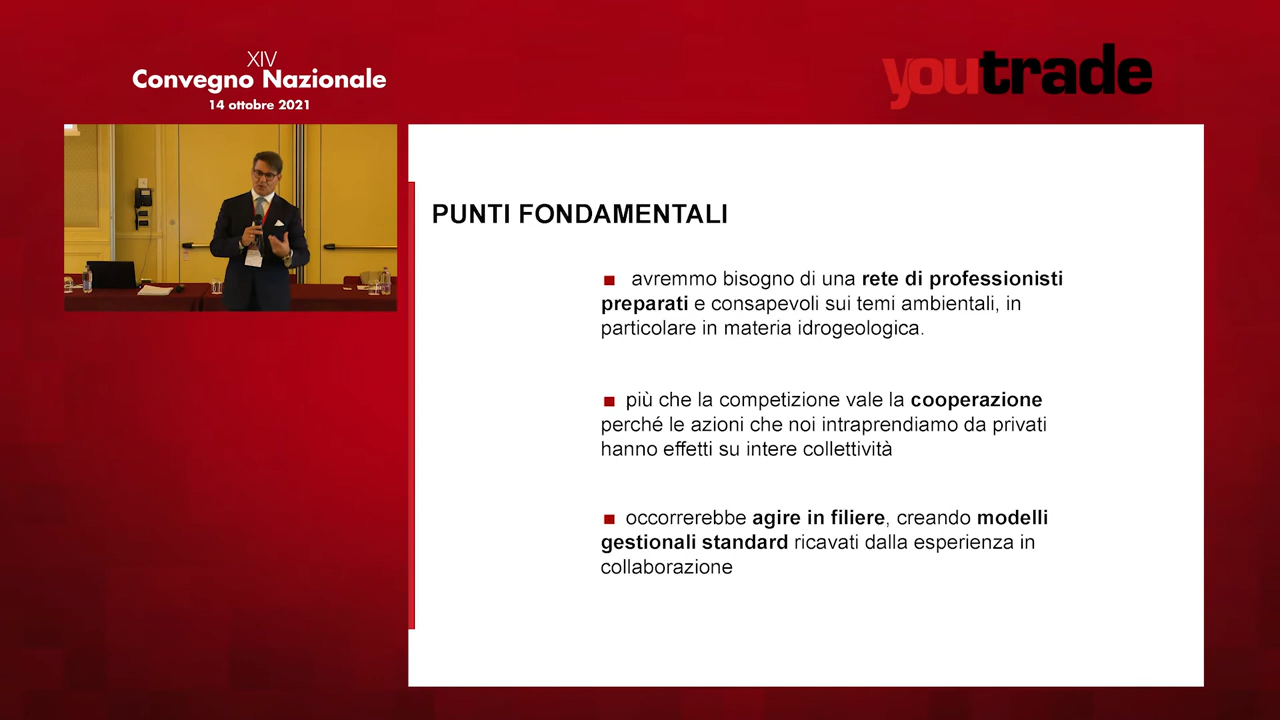 XIV
Convegno Nazionale
14 ottobre 2021
youtrade
PUNTI FONDAMENTALI
avremmo bisogno di una rete di professionisti
preparati e consapevoli sui temi ambientali, in
particolare in materia idrogeologica.
più che la competizione vale la cooperazione
perché le azioni che noi intraprendiamo da privati
hanno effetti su intere collettività
occorrerebbe agire in filiere, creando modelli
gestionali standard ricavati dalla esperienza in
collaborazione